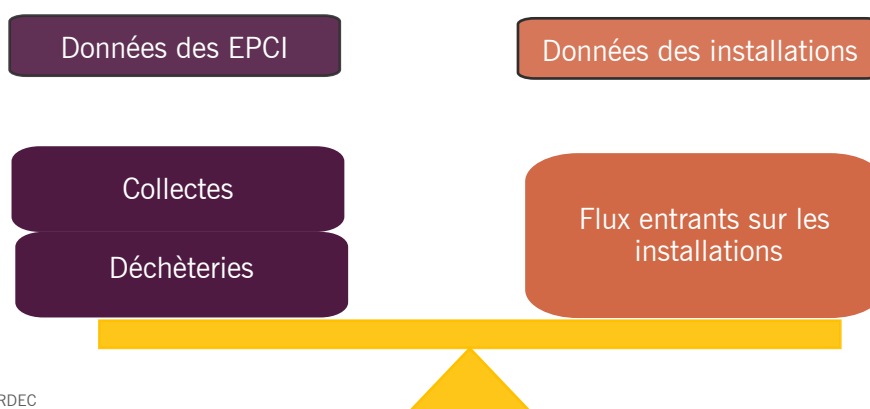 Données des EPCI
Données des installations
Collectes
Déchèteries
Flux entrants sur les
installations
RDEC